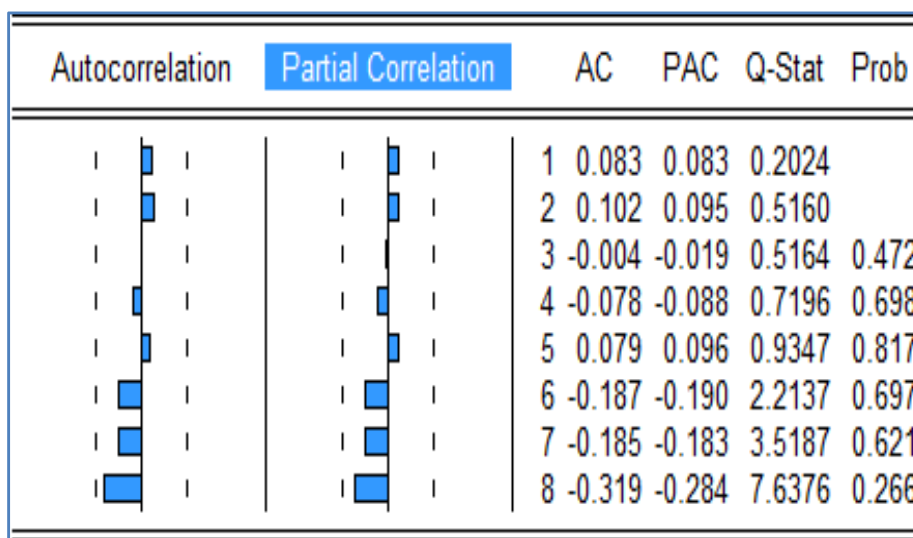 Autocorrelation Partial Correlation AC PAC Q-Stat Prob
1 0.083 0.083 0.2024
2 0.102 0.095 0.5160
3 -0.004 -0.019 0.5164 0.472
4 -0.078 -0.088 0.7196 0.698
5 0.079 0.096 0.9347 0.817
6 -0.187 -0.190 2.2137 0.697
7 -0.185 -0.183 3.5187 0.621
8 -0.319 -0.284 7.6376 0.266